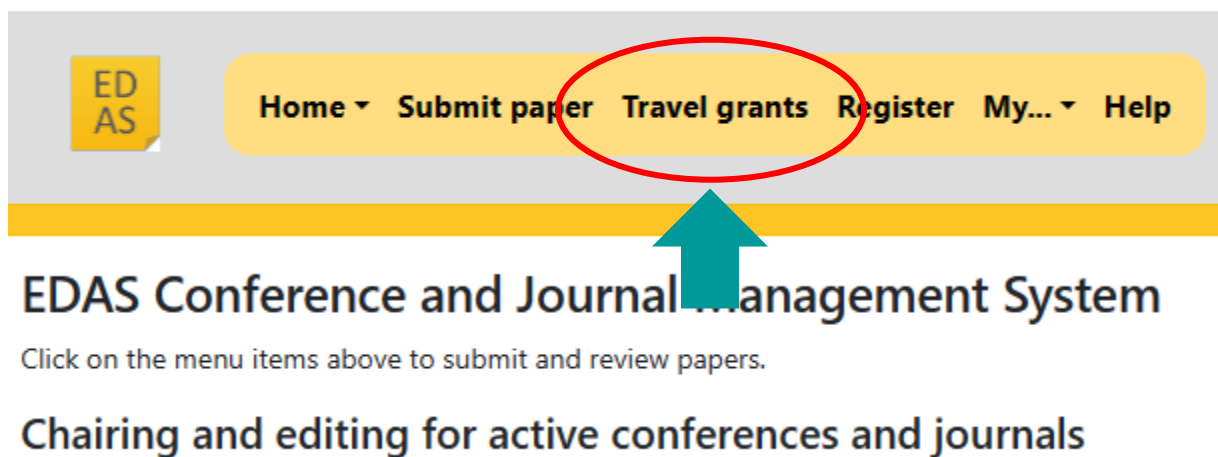 ED
AS
Home Submit paper Travel grants Register My... Help
EDAS Conference and Journal Management System
Click on the menu items above to submit and review papers.
Chairing and editing for active conferences and journals